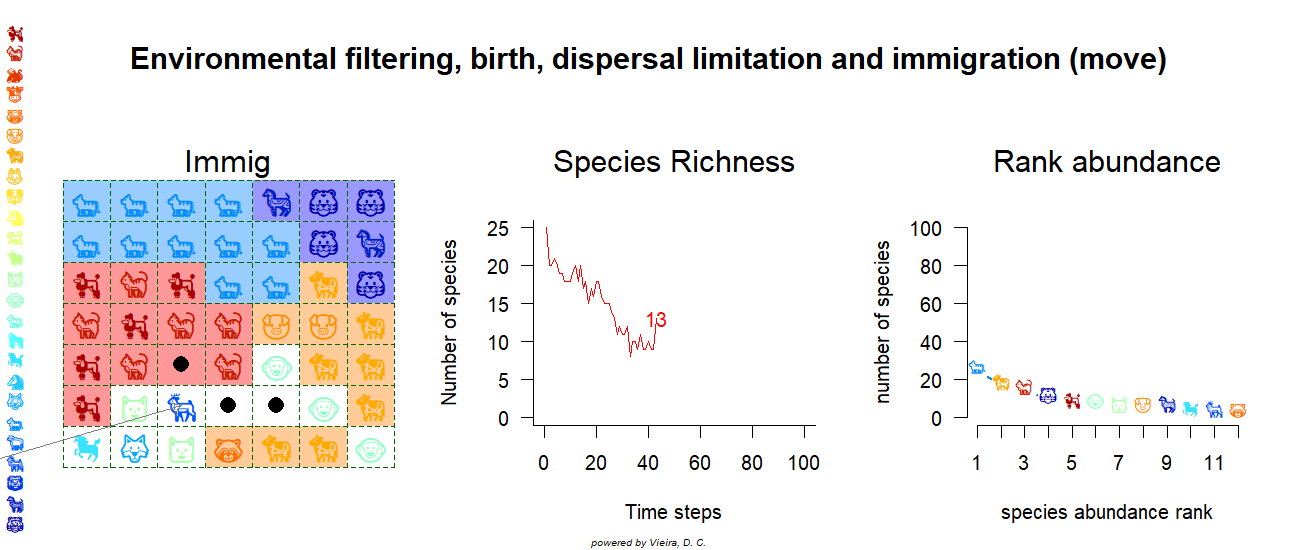 Environmental filtering, birth, dispersal limitation and immigration (move)
Immig
Species Richness
Number of species
25
20
15
10
5
0
13
0 20 40 60 80 100
Time steps
Rank abundance
number of species
100
80
60
40
20
0
1 3 5 7 9 11
species abundance rank
powered by Vieira, D. C.